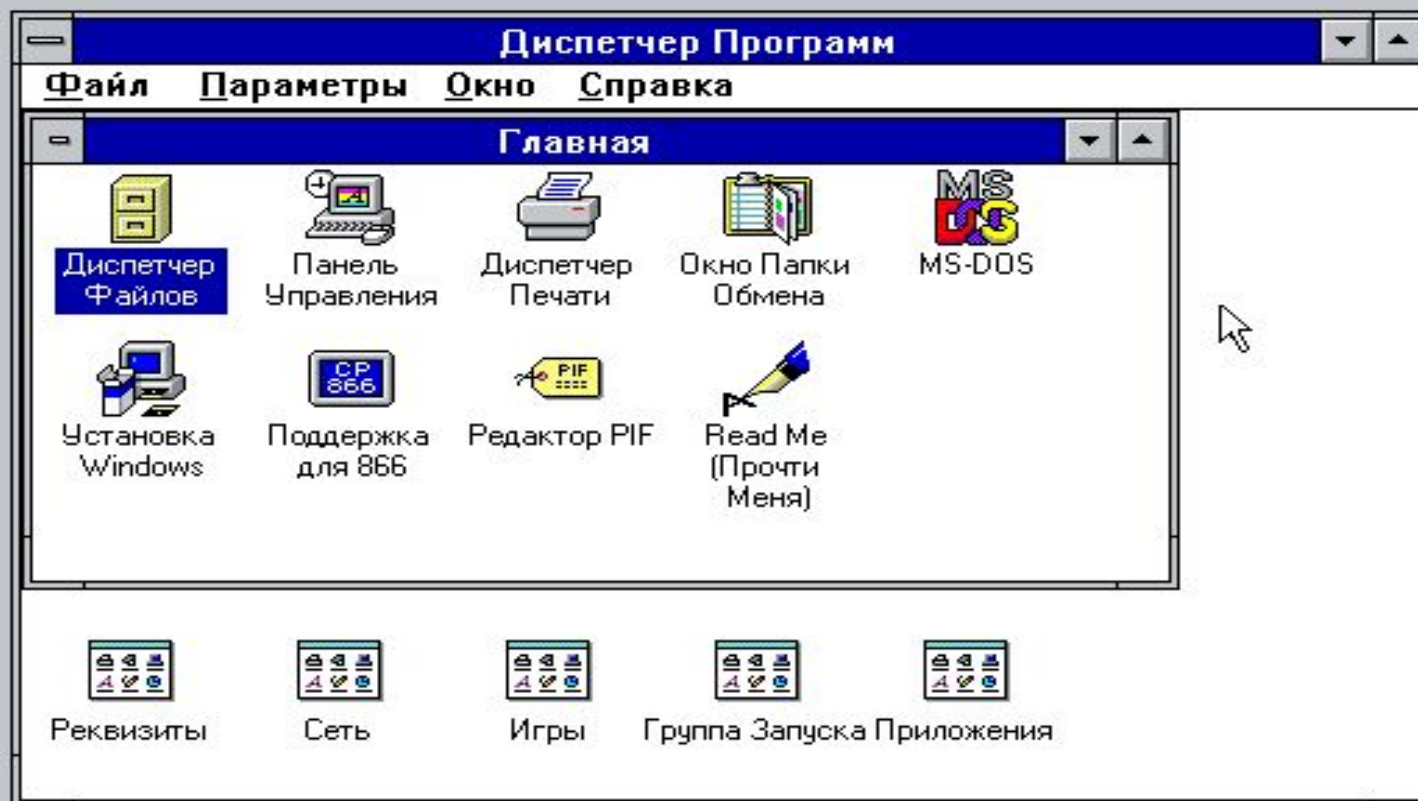 Диспетчер Программ
Файл Параметры Окно Справка
Главная
Диспетчер Файлов
Панель Управления
Диспетчер Печати
Окно Папки Обмена
MS-DOS
MS DOS
Установка Windows
CP 866
Поддержка для 866
PIF
Редактор PIF
Read Me (Прочти Меня)
Реквизиты
Сеть
Игры
Группа Запуска
Приложения